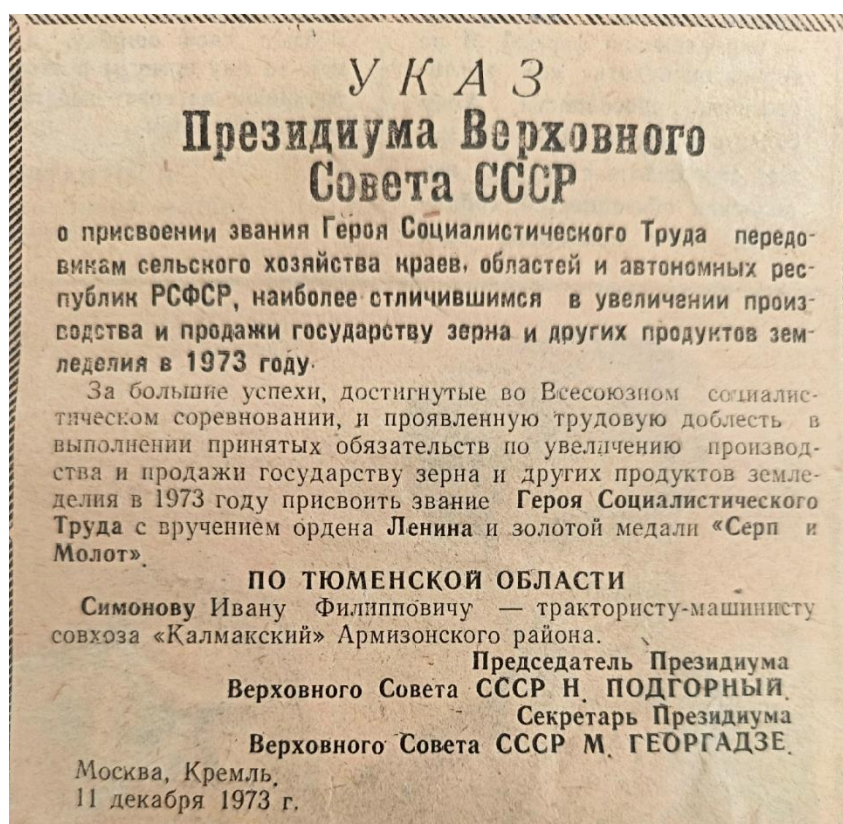 УКАЗ
Президиума Верховного
Совета СССР
о присвоении звания Героя Социалистического Труда передо-
викам сельского хозяйства краев, областей и автономных рес-
публик РСФСР, наиболее отличившимся в увеличении произ-
водства и продажи государству зерна и других продуктов зем-
леделия в 1973 году.
За большие успехи, достигнутые во Всесоюзном социалис-
тическом соревновании, и проявленную трудовую доблесть в
выполнении принятых обязательств по увеличению производ-
ства и продажи государству зерна и других продуктов земле-
делия в 1973 году присвоить звание Героя Социалистического
Труда с вручением ордена Ленина и золотой медали «Серп и
Молот».
ПО ТЮМЕНСКОЙ ОБЛАСТИ
Симонову Ивану Филипповичу — трактористу-машинисту
совхоза «Калмакский» Армизонского района.
Председатель Президиума
Верховного Совета СССР Н. ПОДГОРНЫЙ.
Секретарь Президиума
Верховного Совета СССР М. ГЕОРГАДЗЕ.
Москва, Кремль.
11 декабря 1973 г.